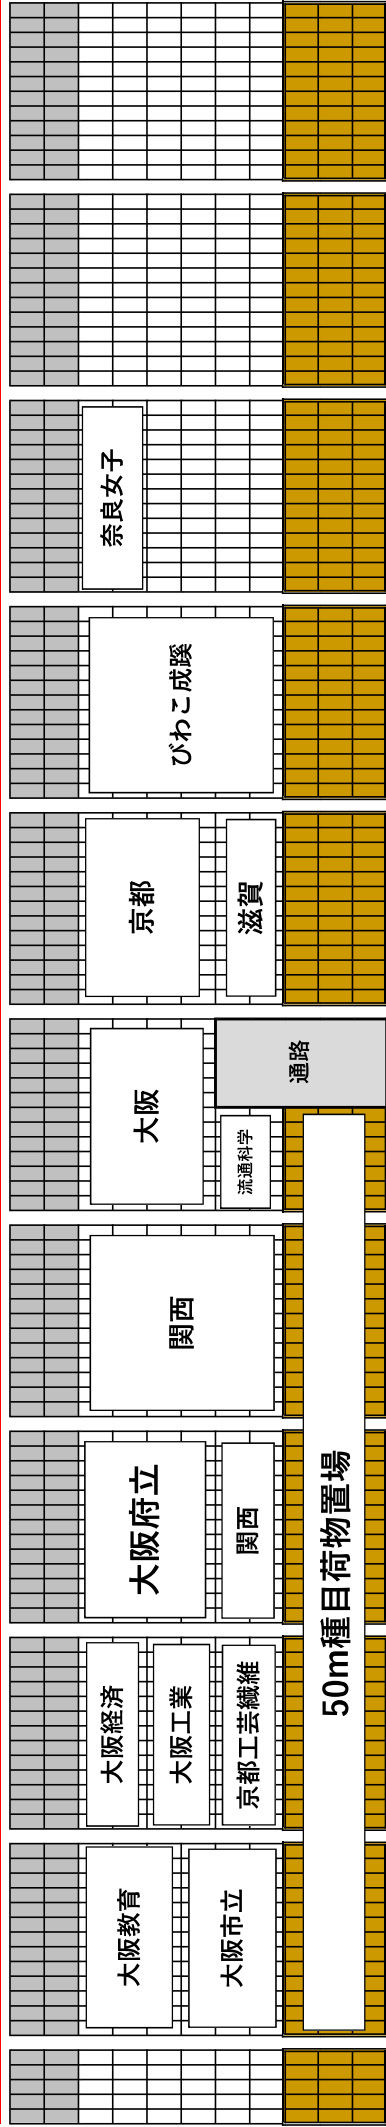 奈良女子
びわこ成蹊
京都
滋賀
大阪
流通科学
通路
関西
大阪府立
関西
大阪経済
大阪工業
京都工芸繊維
大阪教育
大阪市立
50m種目荷物置場